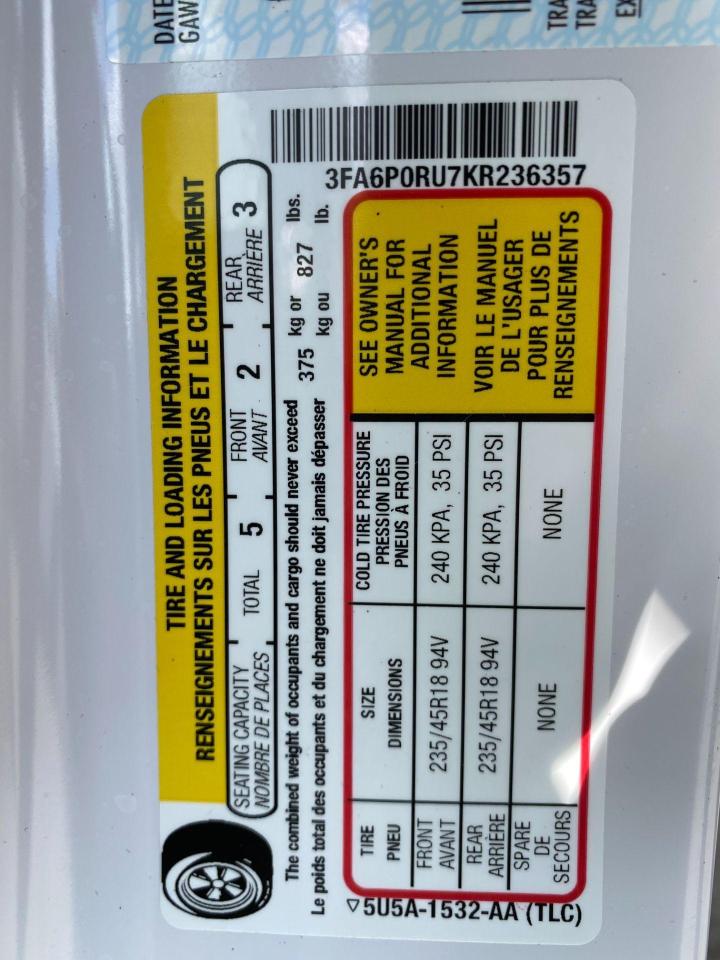 DATE
GAW
TRA
TRA
EX
TIRE AND LOADING INFORMATION
RENSEIGNEMENTS SUR LES PNEUS ET LE CHARGEMENT
SEATING CAPACITY TOTAL 5 FRONT 2 REAR 3
NOMBRE DE PLACES AVANT ARRIÈRE
The combined weight of occupants and cargo should never exceed 375 kg or 827 lbs.
Le poids total des occupants et du chargement ne doit jamais dépasser kg ou lb.
3FA6P0RU7KR236357
TIRE SIZE COLD TIRE PRESSURE
PNEU DIMENSIONS PRESSION DES
PNEUS À FROID
FRONT 235/45R18 94V 240 KPA, 35 PSI
AVANT
REAR 235/45R18 94V 240 KPA, 35 PSI
ARRIÈRE
SPARE NONE NONE
DE
SECOURS
SEE OWNER'S
MANUAL FOR
ADDITIONAL
INFORMATION
VOIR LE MANUEL
DE L'USAGER
POUR PLUS DE
RENSEIGNEMENTS
5U5A-1532-AA (TLC)